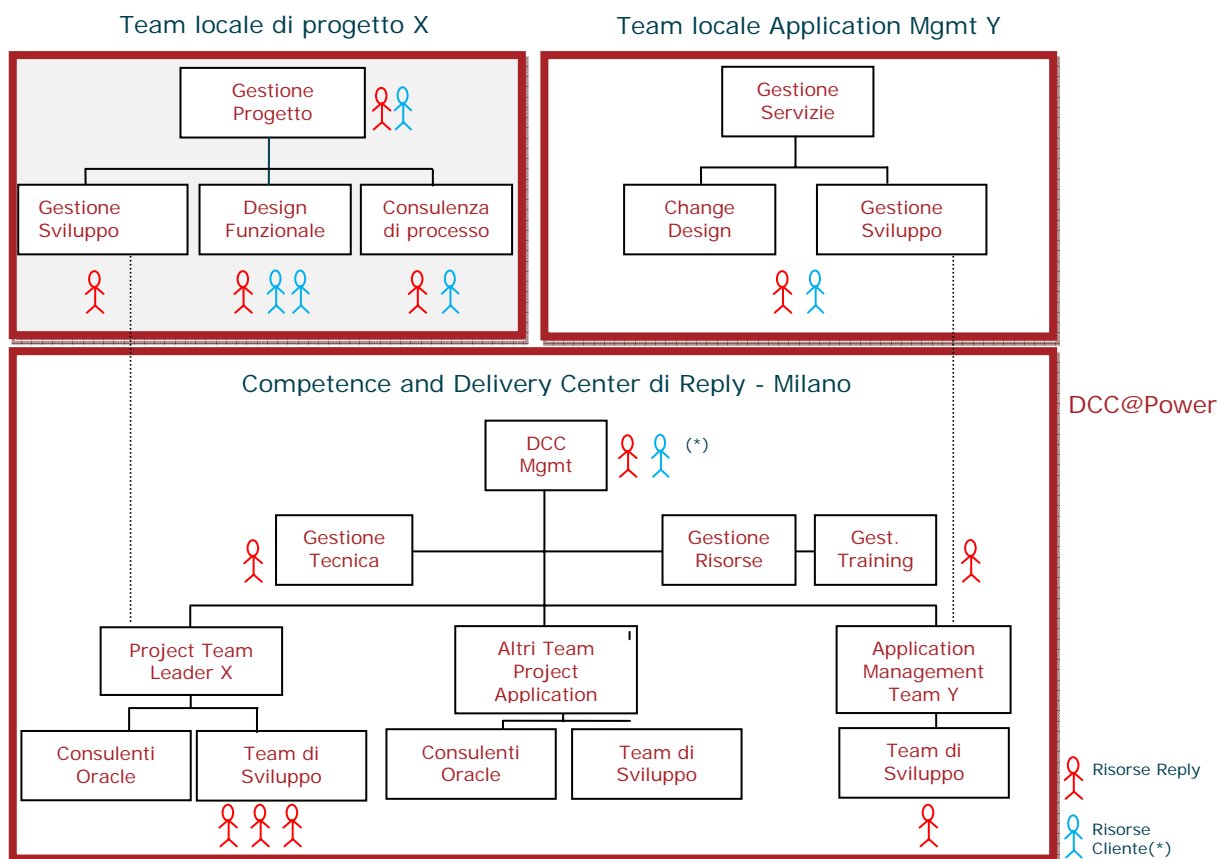 Team locale di progetto X
Team locale Application Mgmt Y
Gestione
Progetto
Gestione
Servizie
Gestione
Sviluppo
Design
Funzionale
Consulenza
di processo
Change
Design
Gestione
Sviluppo
Competence and Delivery Center di Reply - Milano
DCC@Power
DCC
Mgmt
(*)
Gestione
Tecnica
Gestione
Risorse
Gest.
Training
Project Team
Leader X
Altri Team
Project
Application
Application
Management
Team Y
Consulenti
Oracle
Team di
Sviluppo
Consulenti
Oracle
Team di
Sviluppo
Team di
Sviluppo
Risorse Reply
Risorse
Cliente(*)